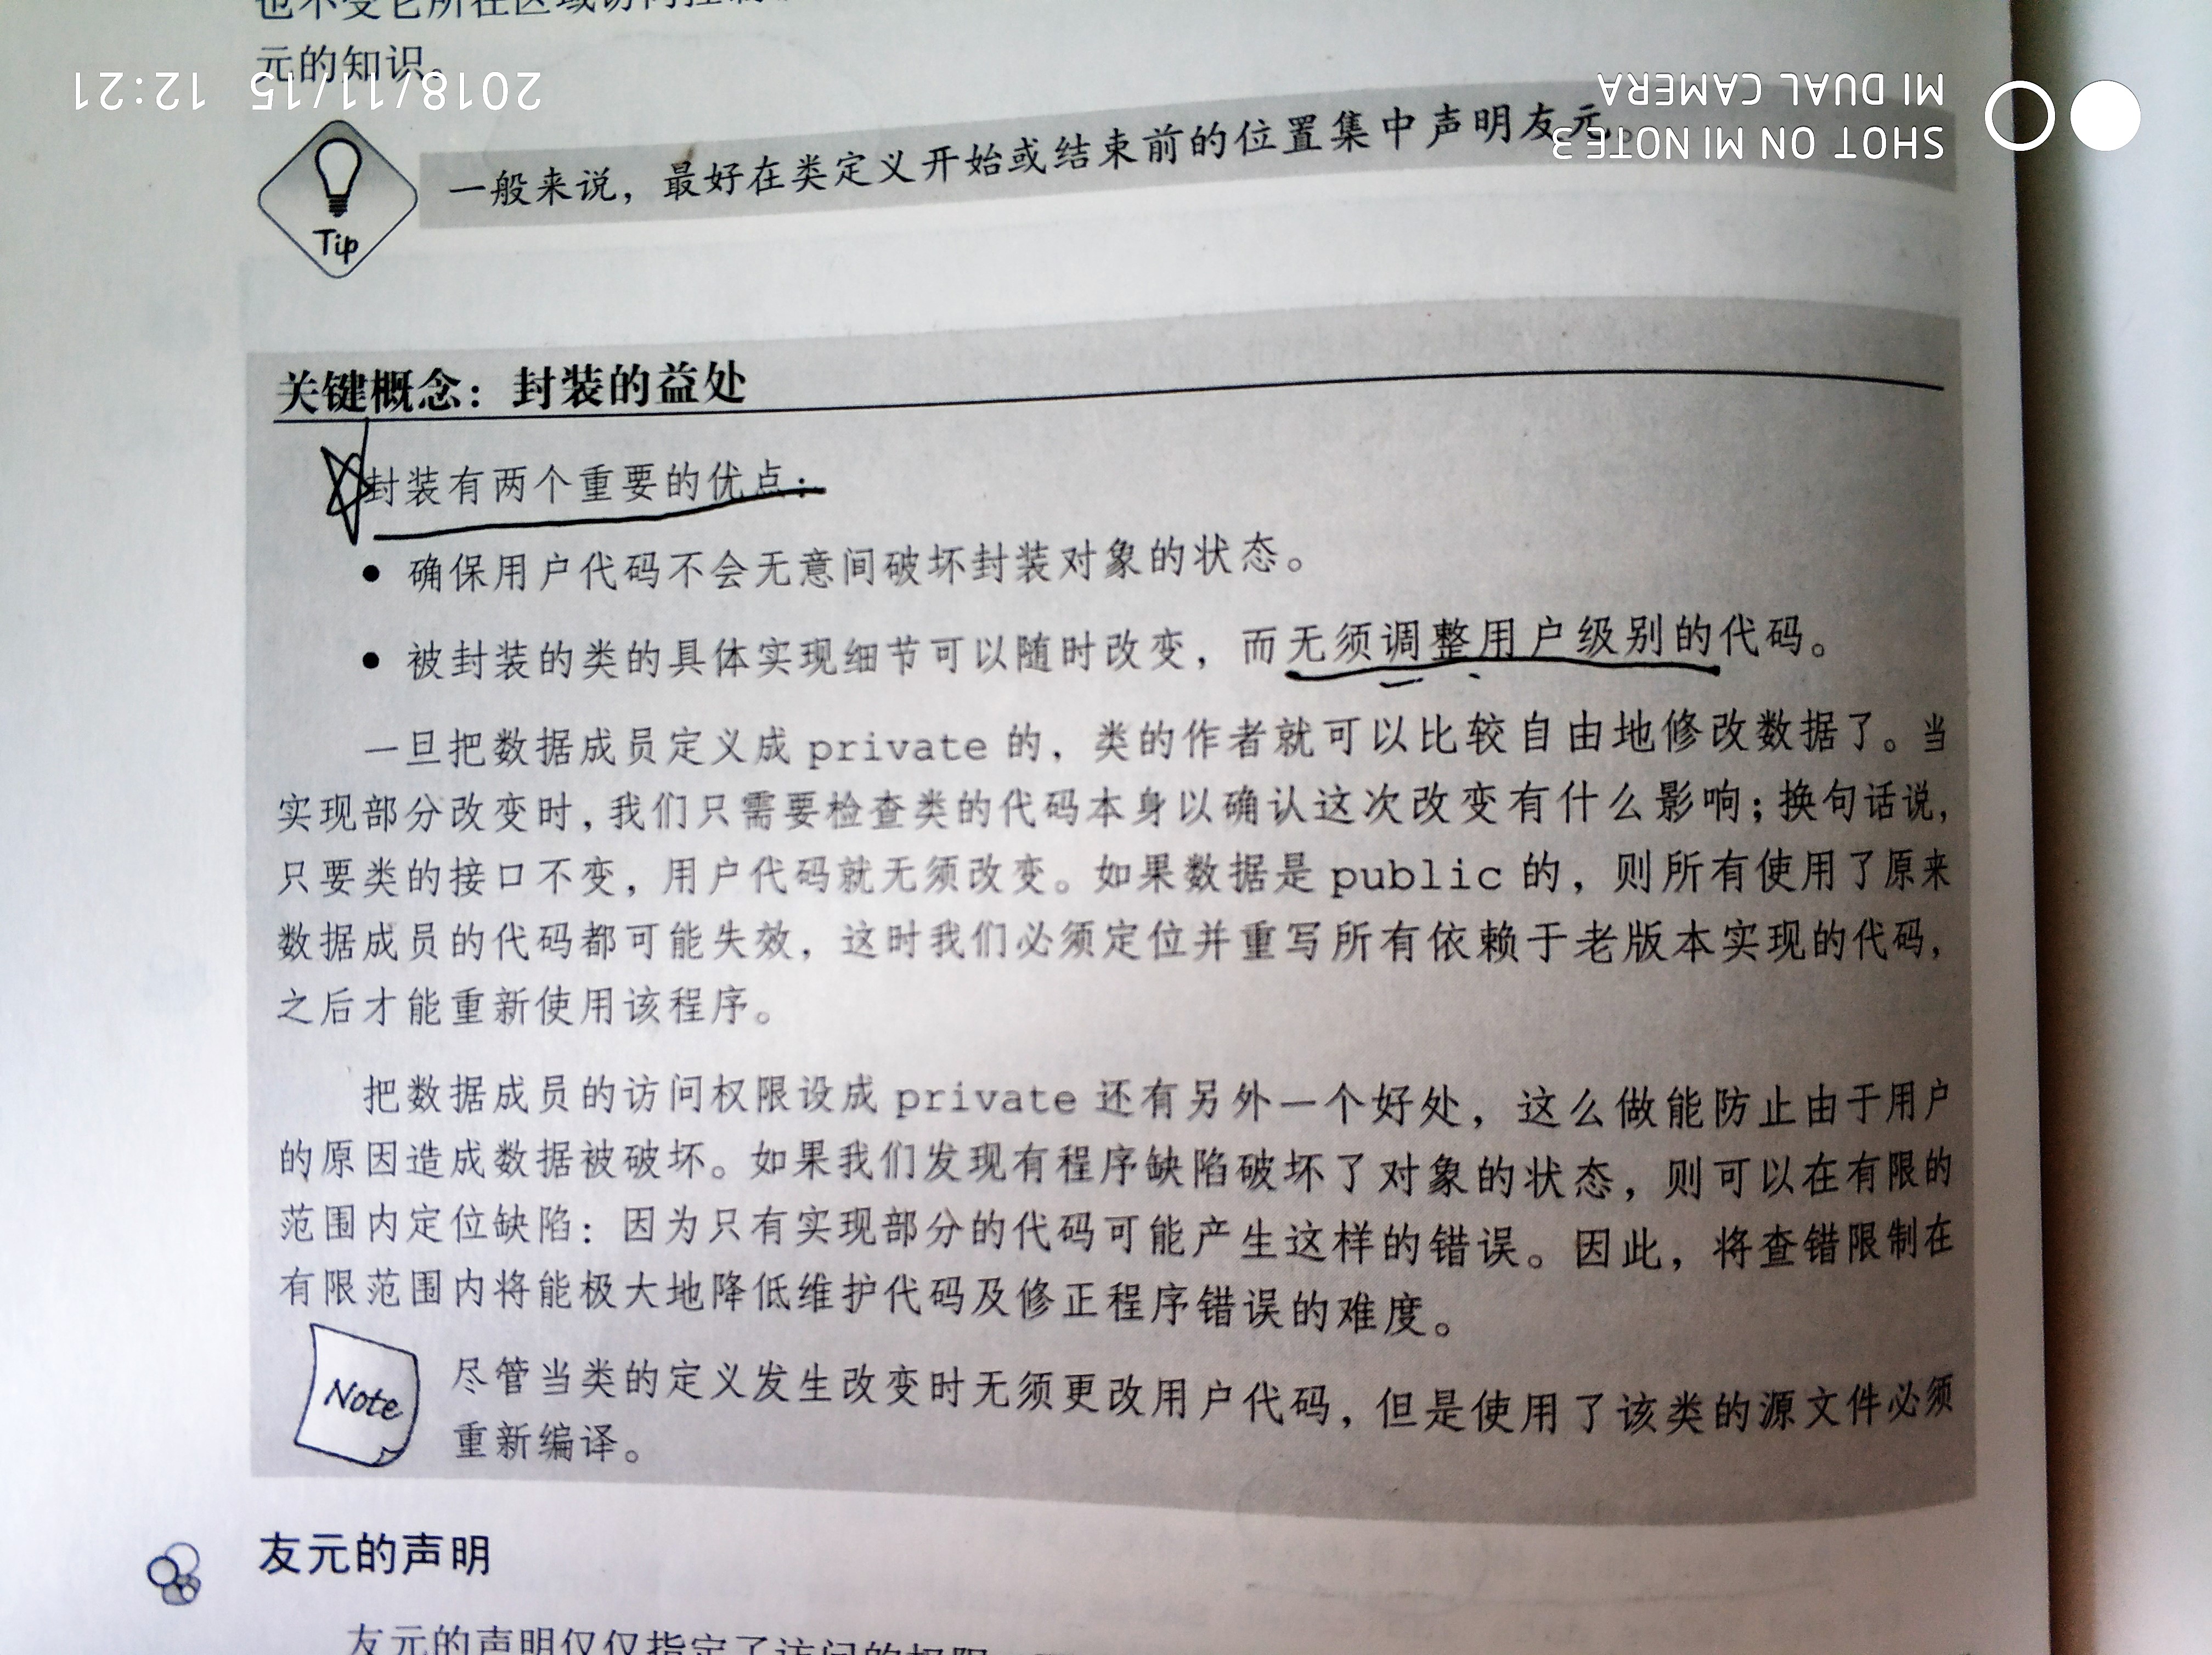 元的知识。
2018/11/15 12:21
SHOT ON MI NOTE 3
MI DUAL CAMERA
Tip
一般来说，最好在类定义开始或结束前的位置集中声明友元。
关键概念：封装的益处
封装有两个重要的优点：
● 确保用户代码不会无意间破坏封装对象的状态。
● 被封装的类的具体实现细节可以随时改变，而无须调整用户级别的代码。
一旦把数据成员定义成 private 的，类的作者就可以比较自由地修改数据了。当
实现部分改变时，我们只需要检查类的代码本身以确认这次改变有什么影响；换句话说，
只要类的接口不变，用户代码就无须改变。如果数据是 public 的，则所有使用了原来
数据成员的代码都可能失效，这时我们必须定位并重写所有依赖于老版本实现的代码，
之后才能重新使用该程序。
把数据成员的访问权限设成 private 还有另外一个好处，这么做能防止由于用户
的原因造成数据被破坏。如果我们发现有程序缺陷破坏了对象的状态，则可以在有限的
范围内定位缺陷：因为只有实现部分的代码可能产生这样的错误。因此，将查错限制在
有限范围内将能极大地降低维护代码及修正程序错误的难度。
Note
尽管当类的定义发生改变时无须更改用户代码，但是使用了该类的源文件必须
重新编译。
友元的声明
友元的声明仅仅指定了访问的权限